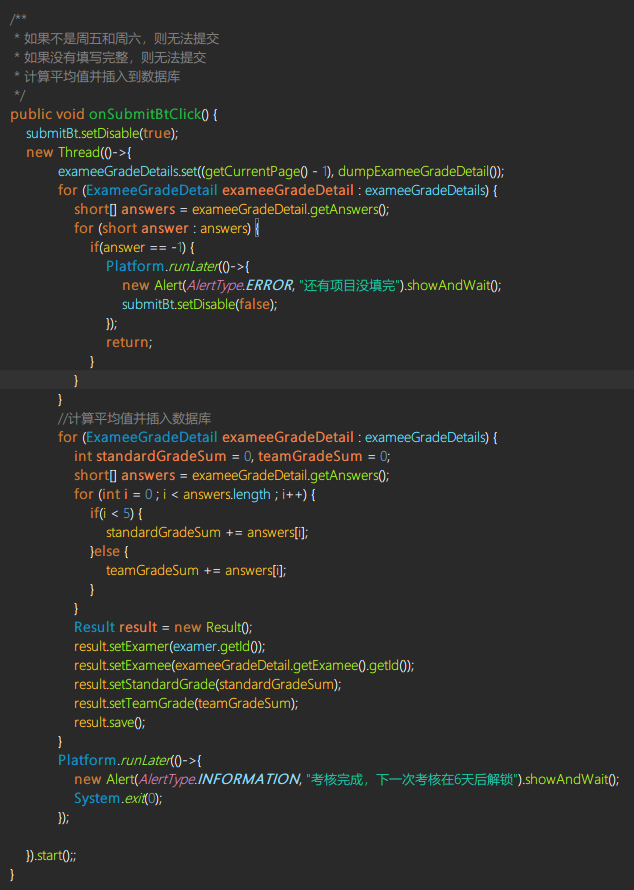 /**
 * 如果不是周五和周六，则无法提交
 * 如果没有填写完整，则无法提交
 * 计算平均值并插入到数据库
 */
public void onSubmitBtClick() {
    submitBt.setDisable(true);
    new Thread(()->{
        exameeGradeDetails.set((getCurrentPage() - 1), dumpExameeGradeDetail());
        for (ExameeGradeDetail exameeGradeDetail : exameeGradeDetails) {
            short[] answers = exameeGradeDetail.getAnswers();
            for (short answer : answers) {
                if(answer == -1) {
                    Platform.runLater(()->{
                        new Alert(AlertType.ERROR, "还有项目没填完").showAndWait();
                        submitBt.setDisable(false);
                    });
                    return;
                }
            }
        }
        //计算平均值并插入数据库
        for (ExameeGradeDetail exameeGradeDetail : exameeGradeDetails) {
            int standardGradeSum = 0, teamGradeSum = 0;
            short[] answers = exameeGradeDetail.getAnswers();
            for (int i = 0 ; i < answers.length ; i++) {
                if(i < 5) {
                    standardGradeSum += answers[i];
                }else {
                    teamGradeSum += answers[i];
                }
            }
            Result result = new Result();
            result.setExamer(examer.getId());
            result.setExamee(exameeGradeDetail.getExamee().getId());
            result.setStandardGrade(standardGradeSum);
            result.setTeamGrade(teamGradeSum);
            result.save();
        }
        Platform.runLater(()->{
            new Alert(AlertType.INFORMATION, "考核完成，下一次考核在6天后解锁").showAndWait();
            System.exit(0);
        });

    }).start();;
}